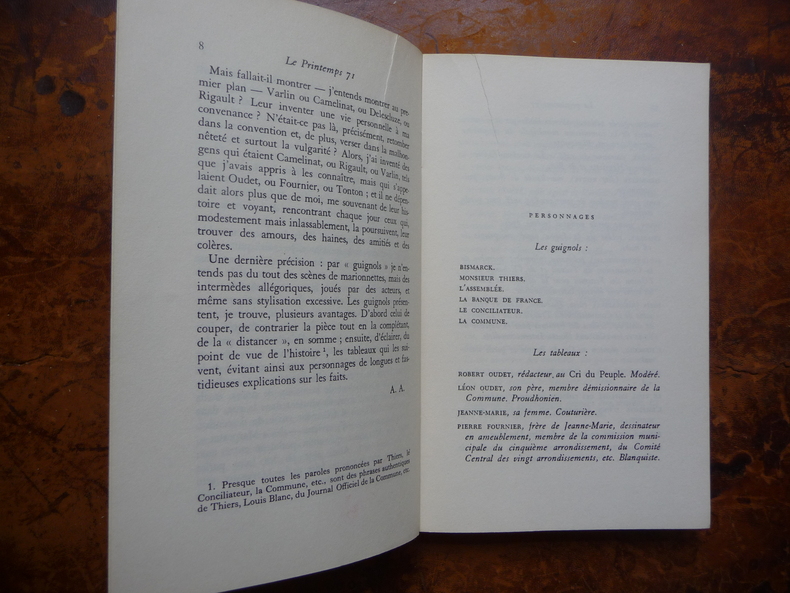 8
Le Printemps 71
Mais fallait-il montrer — j'entends montrer au pre-
mier plan — Varlin ou Camelinat, ou Delescluze, ou
Rigault ? Leur inventer une vie personnelle à ma
convenance ? N'était-ce pas là, précisément, retomber
dans la convention et, de plus, verser dans la malhon-
nêteté et surtout la vulgarité ? Alors, j'ai inventé des
gens qui étaient Camelinat, ou Rigault, ou Varlin, tels
que j'avais appris à les connaître, mais qui s'appe-
laient Oudet, ou Fournier, ou Tonton ; et il ne dépen-
dait alors plus que de moi, me souvenant de leur his-
toire et voyant, rencontrant chaque jour ceux qui,
modestement mais inlassablement, la poursuivent, leur
trouver des amours, des haines, des amitiés et des
colères.
Une dernière précision : par « guignols » je n'en-
tends pas du tout des scènes de marionnettes, mais des
intermèdes allégoriques, joués par des acteurs, et
même sans stylisation excessive. Les guignols présen-
tent, je trouve, plusieurs avantages. D'abord celui de
couper, de contrarier la pièce tout en la complétant,
de la « distancer », en somme ; ensuite, d'éclairer, du
point de vue de l'histoire¹, les tableaux qui les sui-
vent, évitant ainsi aux personnages de longues et fas-
tidieuses explications sur les faits.
A. A.
1. Presque toutes les paroles prononcées par Thiers, le
Conciliateur, la Commune, etc., sont des phrases authentiques
de Thiers, Louis Blanc, du Journal Officiel de la Commune, etc.
PERSONNAGES
Les guignols :
BISMARCK.
MONSIEUR THIERS.
L'ASSEMBLÉE.
LA BANQUE DE FRANCE.
LE CONCILIATEUR.
LA COMMUNE.
Les tableaux :
ROBERT OUDET, rédacteur au Cri du Peuple. Modéré.
LÉON OUDET, son père, membre démissionnaire de la
Commune. Proudhonien.
JEANNE-MARIE, sa femme. Couturière.
PIERRE FOURNIER, frère de Jeanne-Marie, dessinateur
en ameublement, membre de la commission muni-
cipale du cinquième arrondissement, du Comité
Central des vingt arrondissements, etc. Blanquiste.